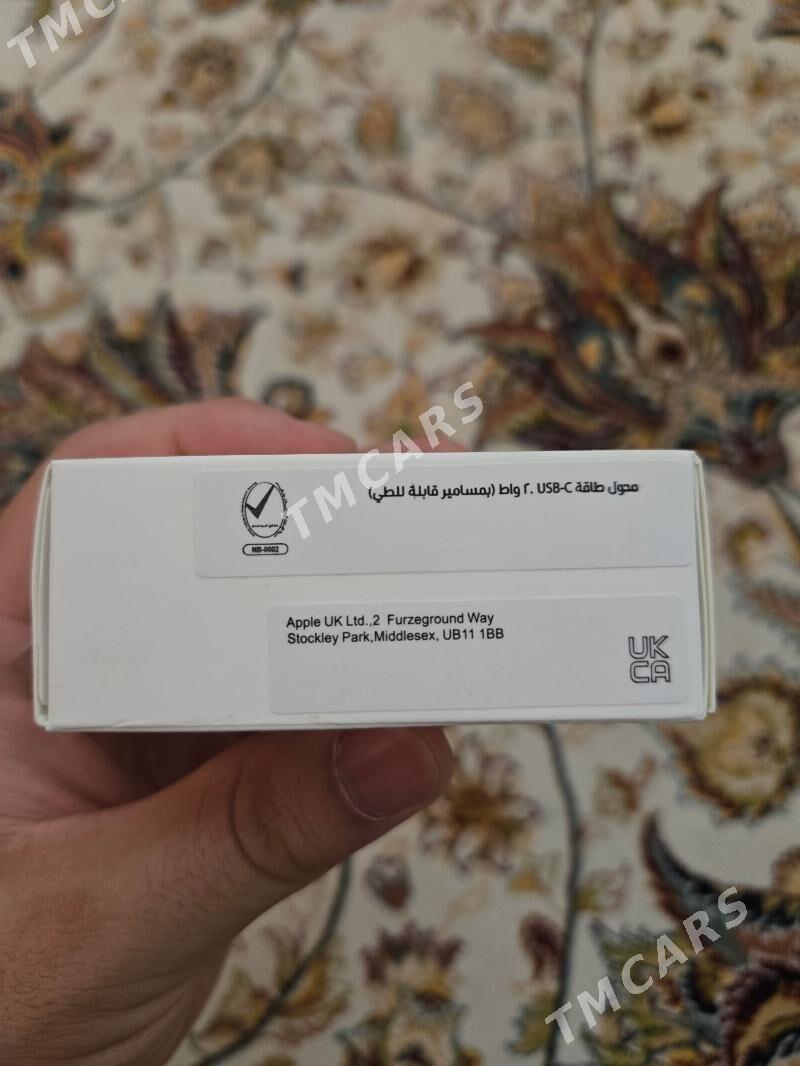 TMCARS
محول طاقة USB-C ٢٠ واط (بمسامير قابلة للطي)
TMCARS
NB-0002
Apple UK Ltd.,2 Furzeground Way
Stockley Park,Middlesex, UB11 1BB
UK
CA
TMCARS